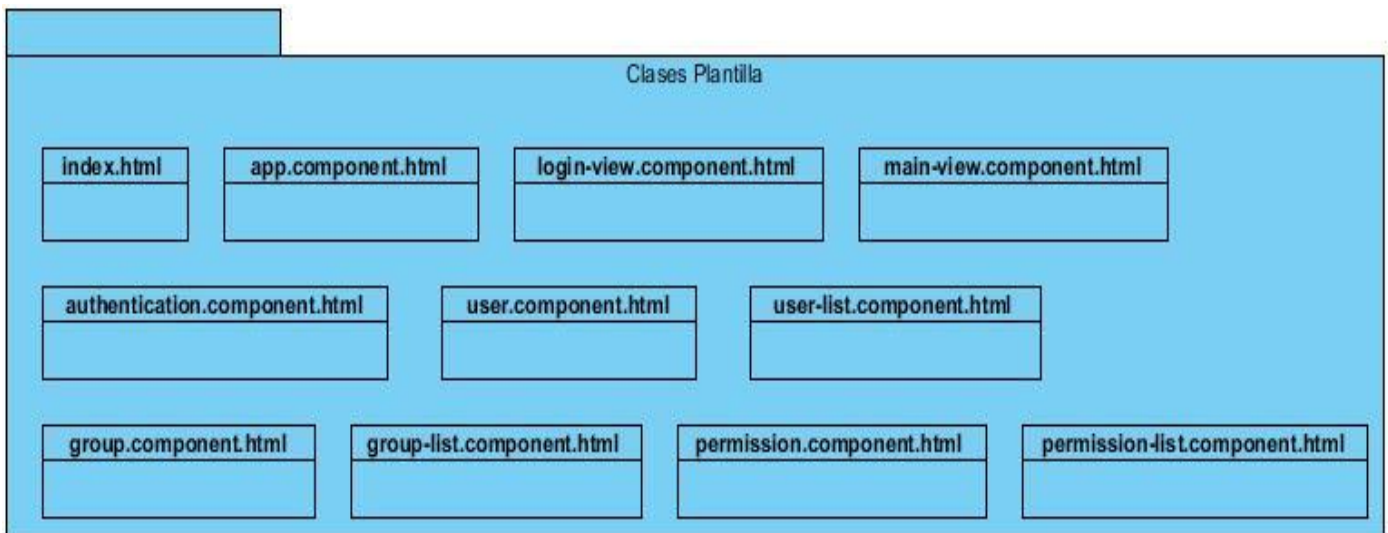 Clases Plantilla
index.html app.component.html login-view.component.html main-view.component.html
authentication.component.html user.component.html user-list.component.html
group.component.html group-list.component.html permission.component.html permission-list.component.html